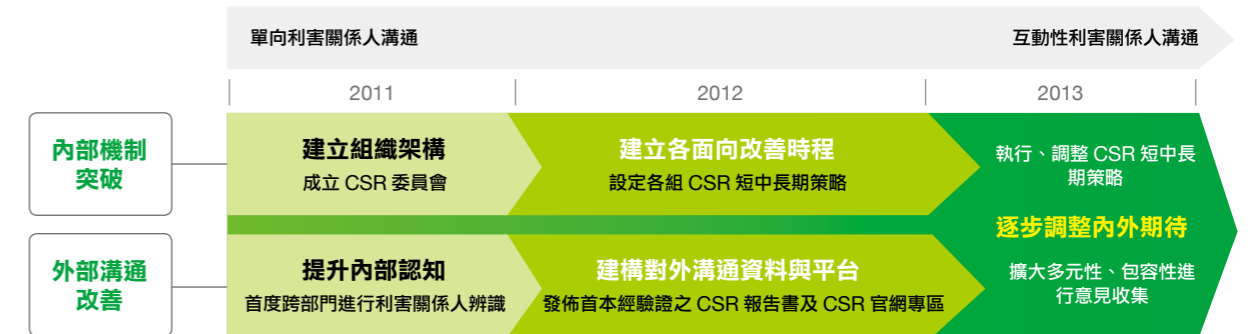 單向利害關係人溝通
互動性利害關係人溝通
2011
2012
2013
內部機制
突破
建立組織架構
成立 CSR 委員會
建立各面向改善時程
設定各組 CSR 短中長期策略
執行、調整 CSR 短中長
期策略
逐步調整內外期待
外部溝通
改善
提升內部認知
首度跨部門進行利害關係人辨識
建構對外溝通資料與平台
發佈首本經驗證之 CSR 報告書及 CSR 官網專區
擴大多元性、包容性進
行意見收集